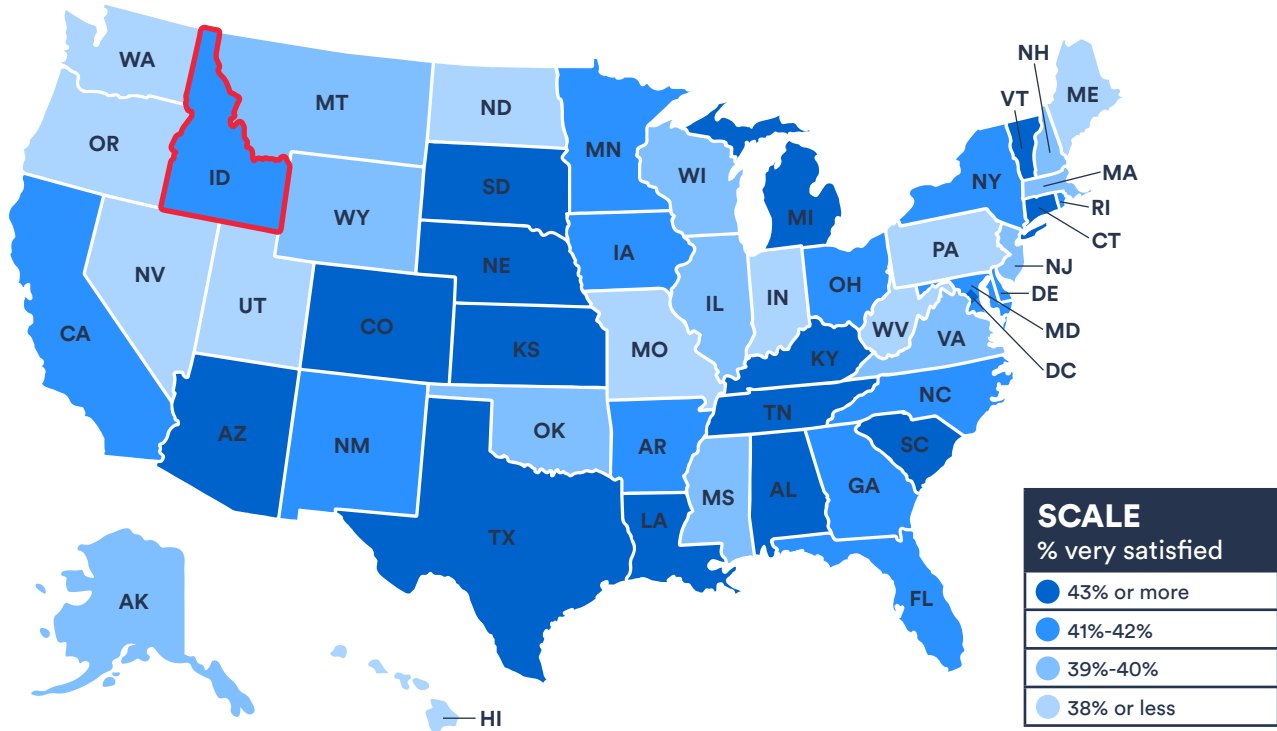 NH
WA
ME
VT
MT
ND
OR
MN
WI
MA
ID
SD
NY
RI
WY
MI
CT
PA
IA
NE
NJ
NV
OH
DE
UT
IL
IN
CO
WV
MD
CA
VA
KS
MO
KY
DC
NC
TN
AZ
OK
NM
AR
SC
GA
MS
AL
LA
TX
AK
FL
HI
SCALE
% very satisfied
43% or more
41%-42%
39%-40%
38% or less